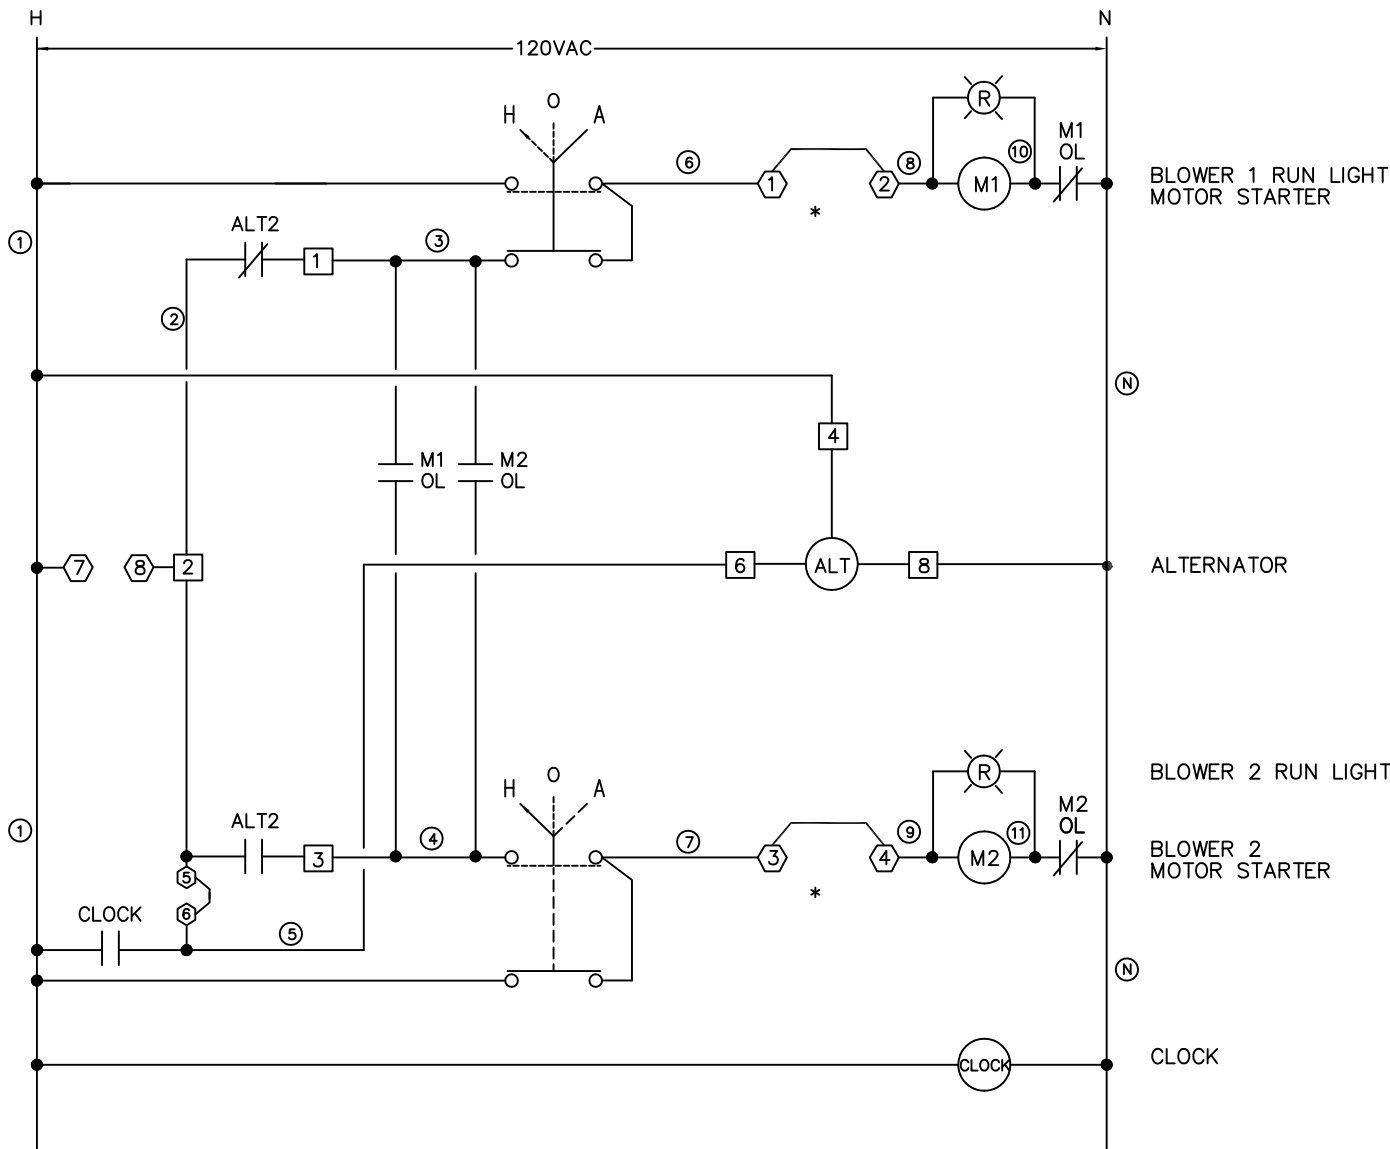 H N
120VAC
O
H A
R
M1
OL
6 8 10
1 2 M1
BLOWER 1 RUN LIGHT
MOTOR STARTER
*
1
ALT2
3
1
2
N
4
M1
OL
M2
OL
7 8 2
6 ALT 8
ALTERNATOR
O
H A
R
BLOWER 2 RUN LIGHT
M2
OL
1
ALT2
4 7 9 11
3 3 4 M2
BLOWER 2
MOTOR STARTER
*
5
6
CLOCK
5
N
CLOCK
CLOCK